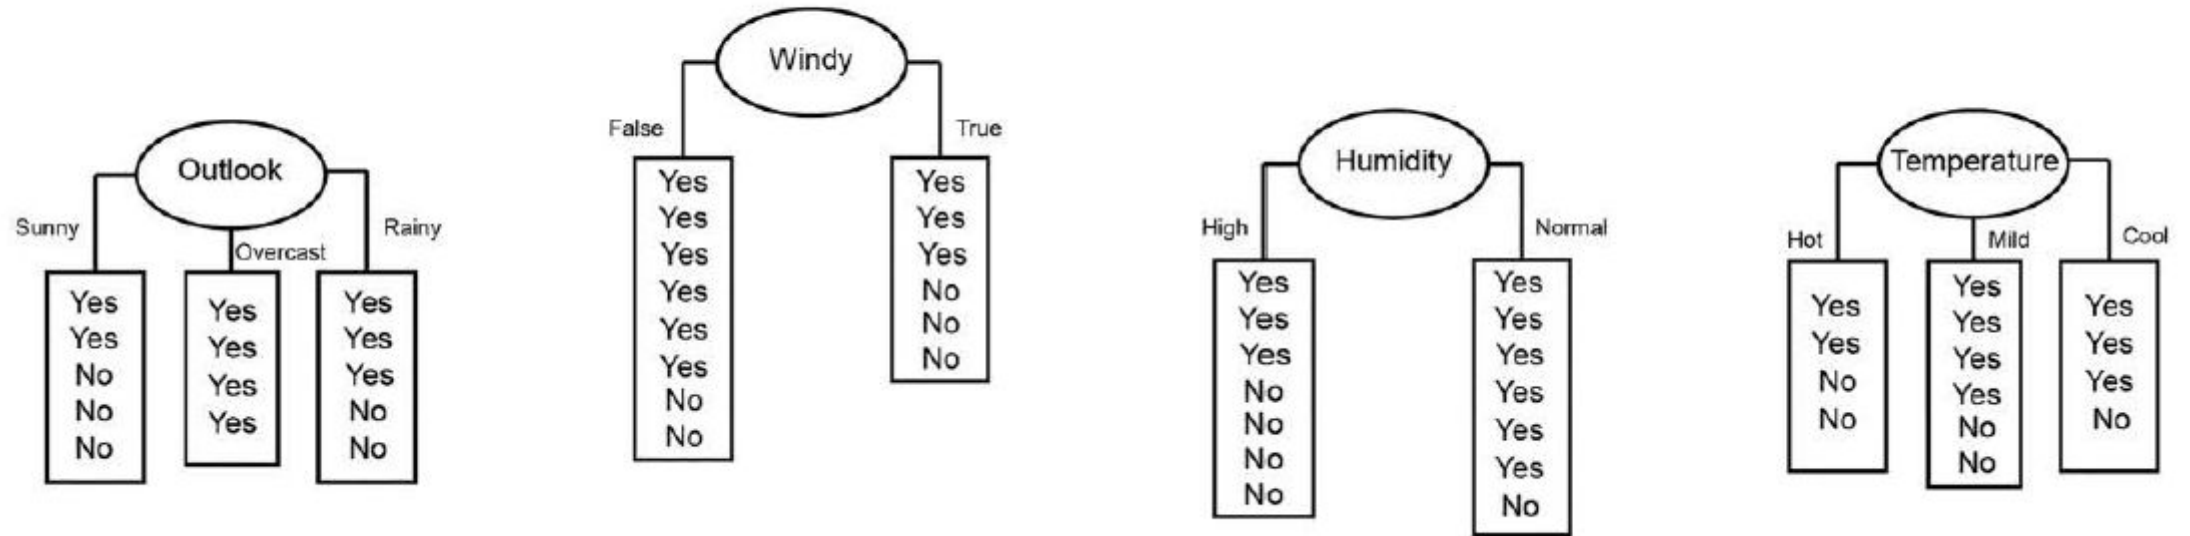 Outlook
Sunny
Overcast
Rainy
Yes
Yes
No
No
No
Yes
Yes
Yes
Yes
Yes
Yes
Yes
No
No
Windy
False
True
Yes
Yes
Yes
Yes
Yes
Yes
No
No
Yes
Yes
Yes
No
No
No
Humidity
High
Normal
Yes
Yes
Yes
No
No
No
No
Yes
Yes
Yes
Yes
Yes
Yes
No
Temperature
Hot
Mild
Cool
Yes
Yes
No
No
Yes
Yes
Yes
Yes
No
No
Yes
Yes
Yes
No